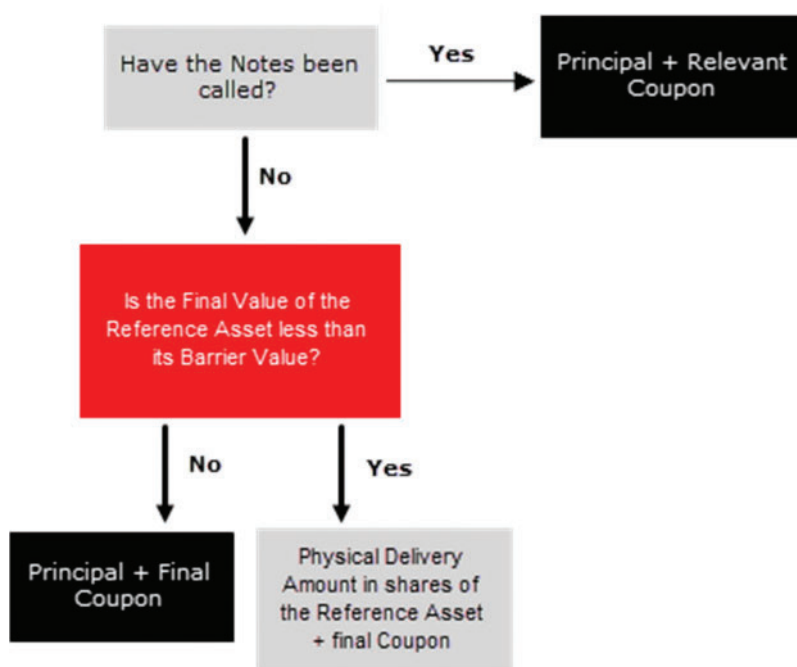 Have the Notes been
called?
Yes
Principal + Relevant
Coupon
No
Is the Final Value of the
Reference Asset less than
its Barrier Value?
No
Yes
Principal + Final
Coupon
Physical Delivery
Amount in shares of
the Reference Asset
+ final Coupon